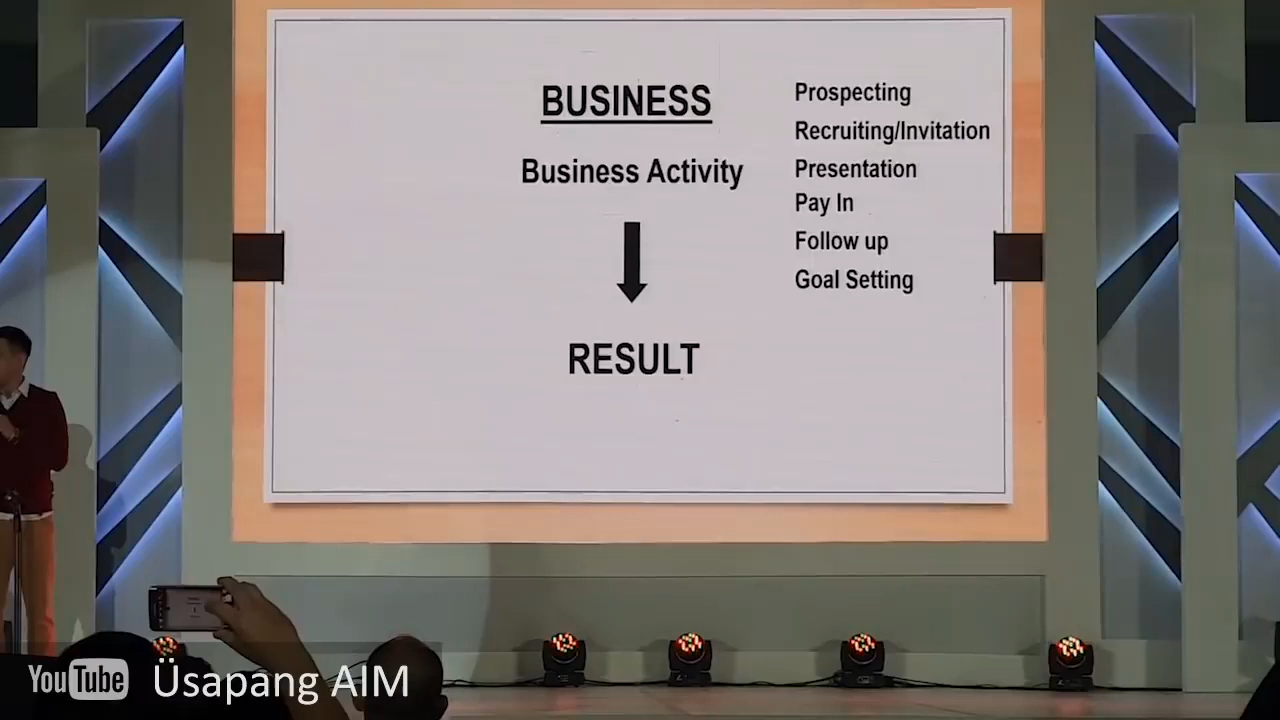 BUSINESS
Business Activity
RESULT
Prospecting
Recruiting/Invitation
Presentation
Pay In
Follow up
Goal Setting
YouTube Üsapang AIM